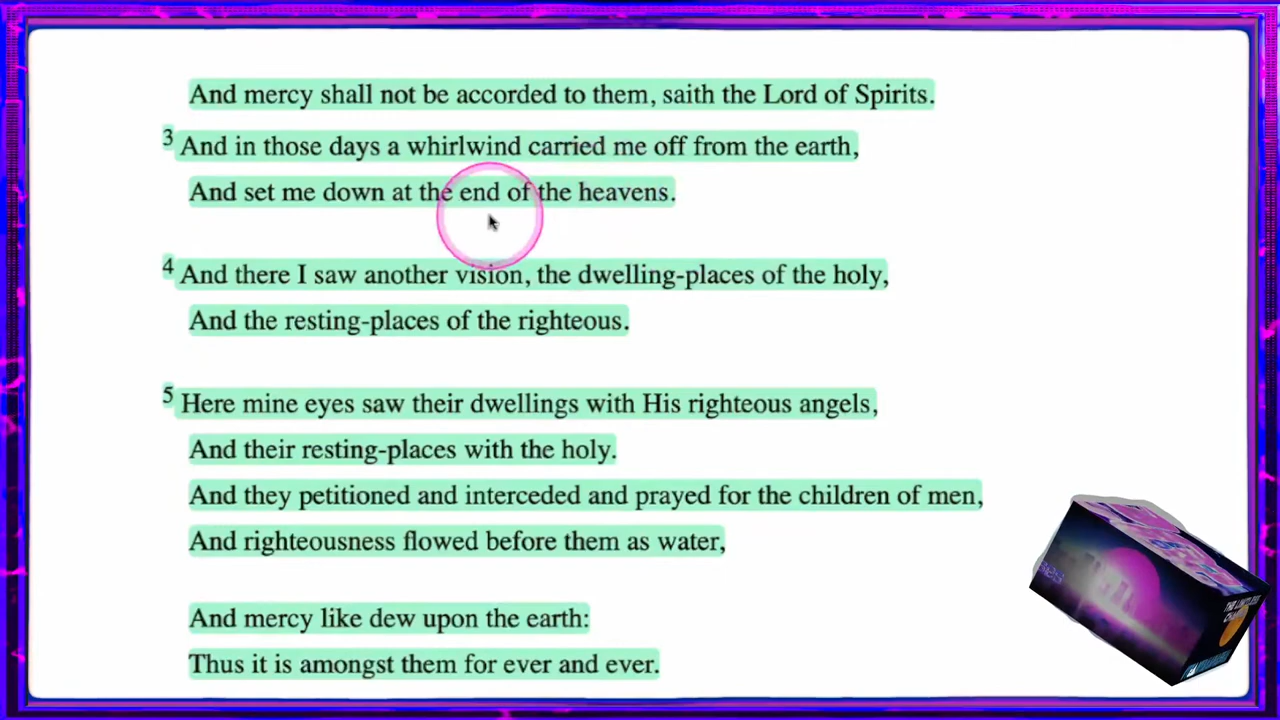 And mercy shall not be accorded to them, saith the Lord of Spirits.
3 And in those days a whirlwind carried me off from the earth,
And set me down at the end of the heavens.
4 And there I saw another vision, the dwelling-places of the holy,
And the resting-places of the righteous.
5 Here mine eyes saw their dwellings with His righteous angels,
And their resting-places with the holy.
And they petitioned and interceded and prayed for the children of men,
And righteousness flowed before them as water,
And mercy like dew upon the earth:
Thus it is amongst them for ever and ever.